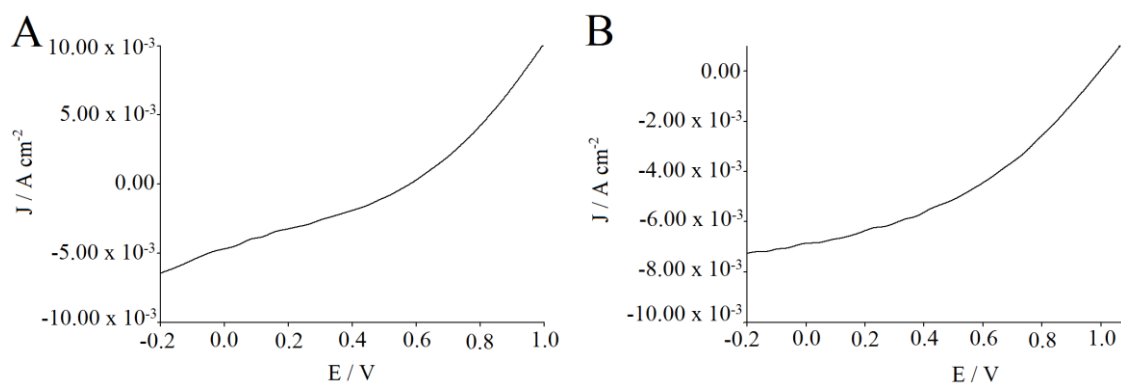 A
10.00 x 10⁻³
5.00 x 10⁻³
0.00
-5.00 x 10⁻³
-10.00 x 10⁻³
J / A cm⁻²
-0.2 0.0 0.2 0.4 0.6 0.8 1.0
E / V
B
0.00
-2.00 x 10⁻³
-4.00 x 10⁻³
-6.00 x 10⁻³
-8.00 x 10⁻³
-10.00 x 10⁻³
J / A cm⁻²
-0.2 0.0 0.2 0.4 0.6 0.8 1.0
E / V